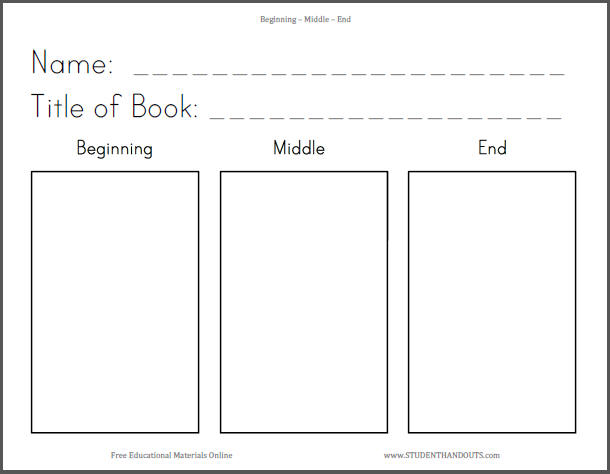 Beginning – Middle – End
Name: _ _ _ _ _ _ _ _ _ _ _ _ _ _ _ _ _ _ _ _ _ _
Title of Book: _ _ _ _ _ _ _ _ _ _ _ _ _ _ _ _ _ _
Beginning Middle End
Free Educational Materials Online www.STUDENTHANDOUTS.com